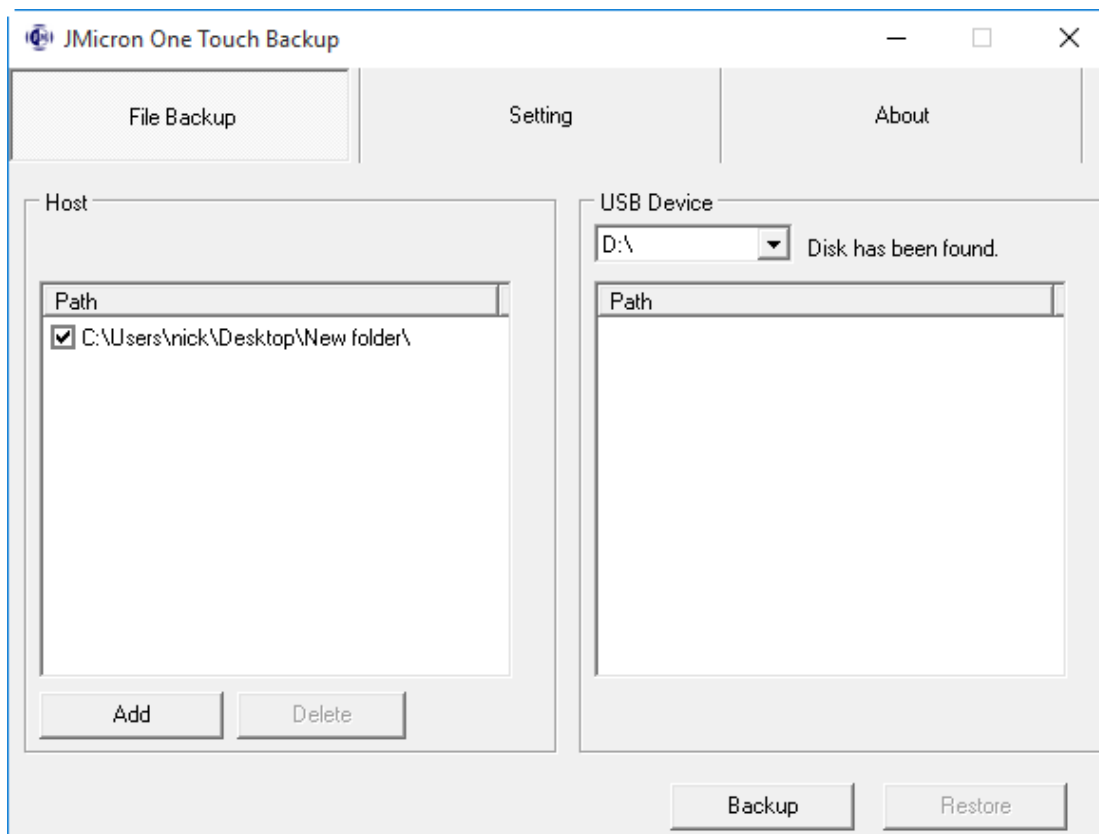 JMicron One Touch Backup
File Backup
Setting
About
Host
USB Device
D:\
Disk has been found.
Path
Path
C:\Users\nick\Desktop\New folder\
Add
Delete
Backup
Restore